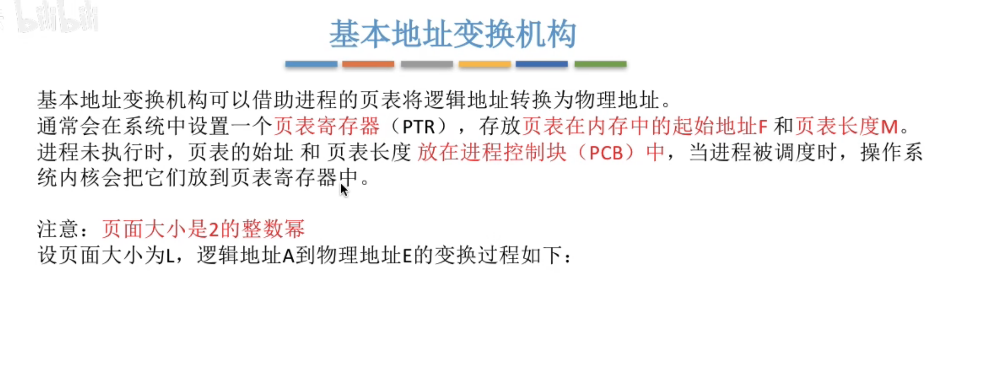 bilibili
基本地址变换机构
基本地址变换机构可以借助进程的页表将逻辑地址转换为物理地址。
通常会在系统中设置一个页表寄存器（PTR），存放页表在内存中的起始地址F 和页表长度M。
进程未执行时，页表的始址 和 页表长度 放在进程控制块（PCB）中，当进程被调度时，操作系
统内核会把它们放到页表寄存器中。
注意：页面大小是2的整数幂
设页面大小为L，逻辑地址A到物理地址E的变换过程如下：